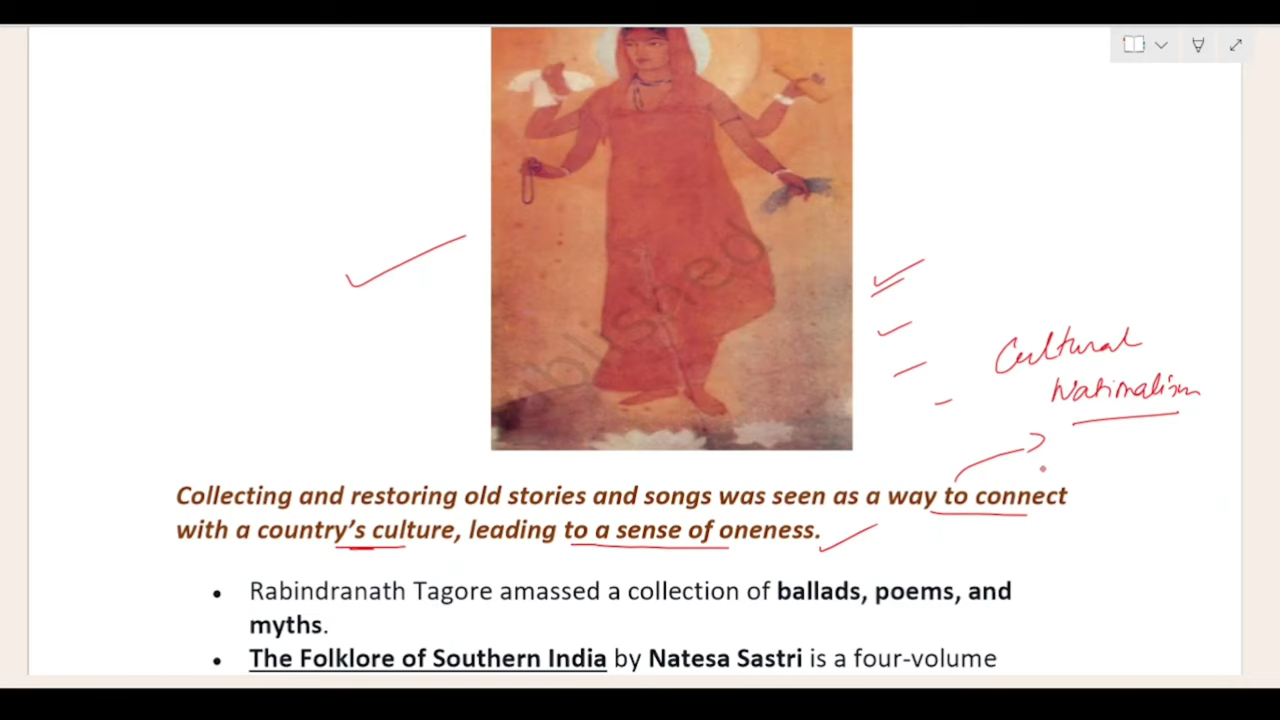 blished
Cultural
Nationalism
Collecting and restoring old stories and songs was seen as a way to connect
with a country’s culture, leading to a sense of oneness.
• Rabindranath Tagore amassed a collection of ballads, poems, and
myths.
• The Folklore of Southern India by Natesa Sastri is a four-volume